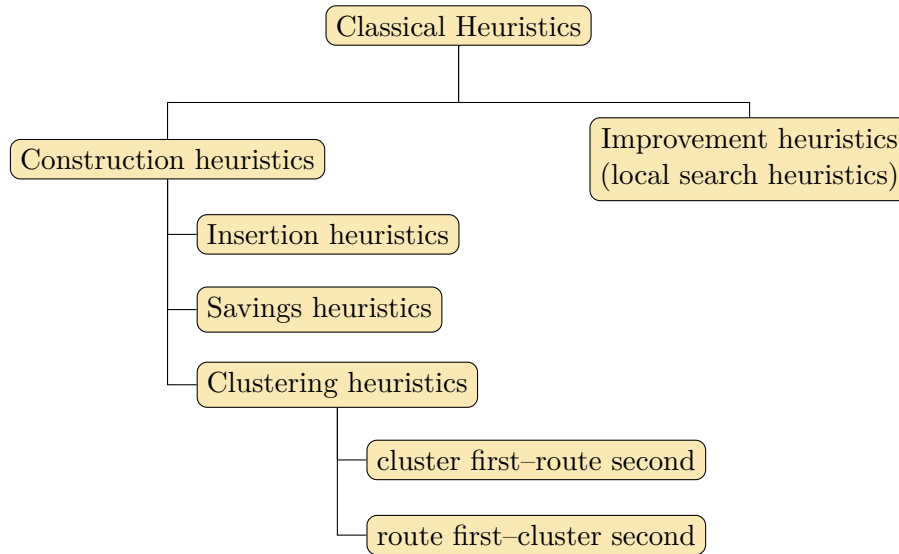 Classical Heuristics
Construction heuristics
Improvement heuristics
(local search heuristics)
Insertion heuristics
Savings heuristics
Clustering heuristics
cluster first–route second
route first–cluster second